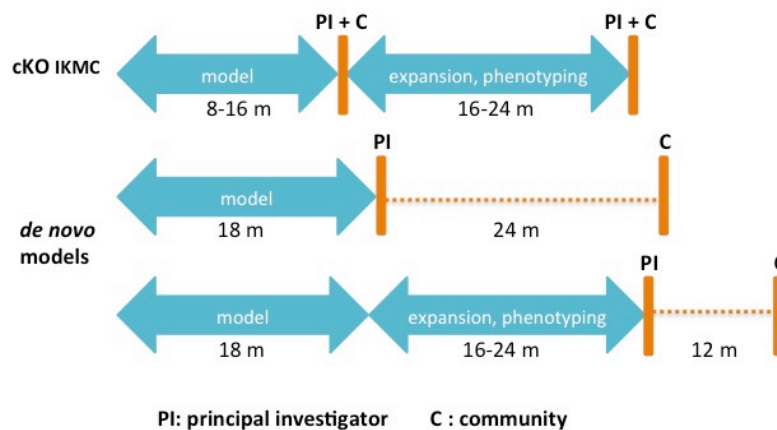 PI + C PI + C
cKO IKMC model expansion, phenotyping
8-16 m 16-24 m
PI C
model
18 m 24 m
de novo
models
PI C
model expansion, phenotyping
18 m 16-24 m 12 m
PI: principal investigator C : community